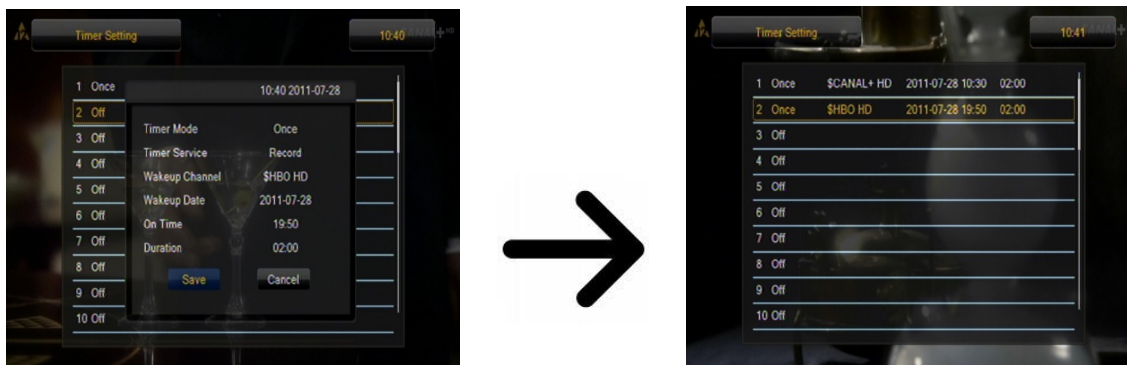 Timer Setting
10:40
1 Once
10:40 2011-07-28
2 Off
Timer Mode Once
3 Off
Timer Service Record
4 Off
Wakeup Channel $HBO HD
5 Off
Wakeup Date 2011-07-28
6 Off
On Time 19:50
7 Off
Duration 02:00
8 Off
Save Cancel
9 Off
10 Off
Timer Setting
10:41
1 Once $CANAL+ HD 2011-07-28 10:30 02:00
2 Once $HBO HD 2011-07-28 19:50 02:00
3 Off
4 Off
5 Off
6 Off
7 Off
8 Off
9 Off
10 Off